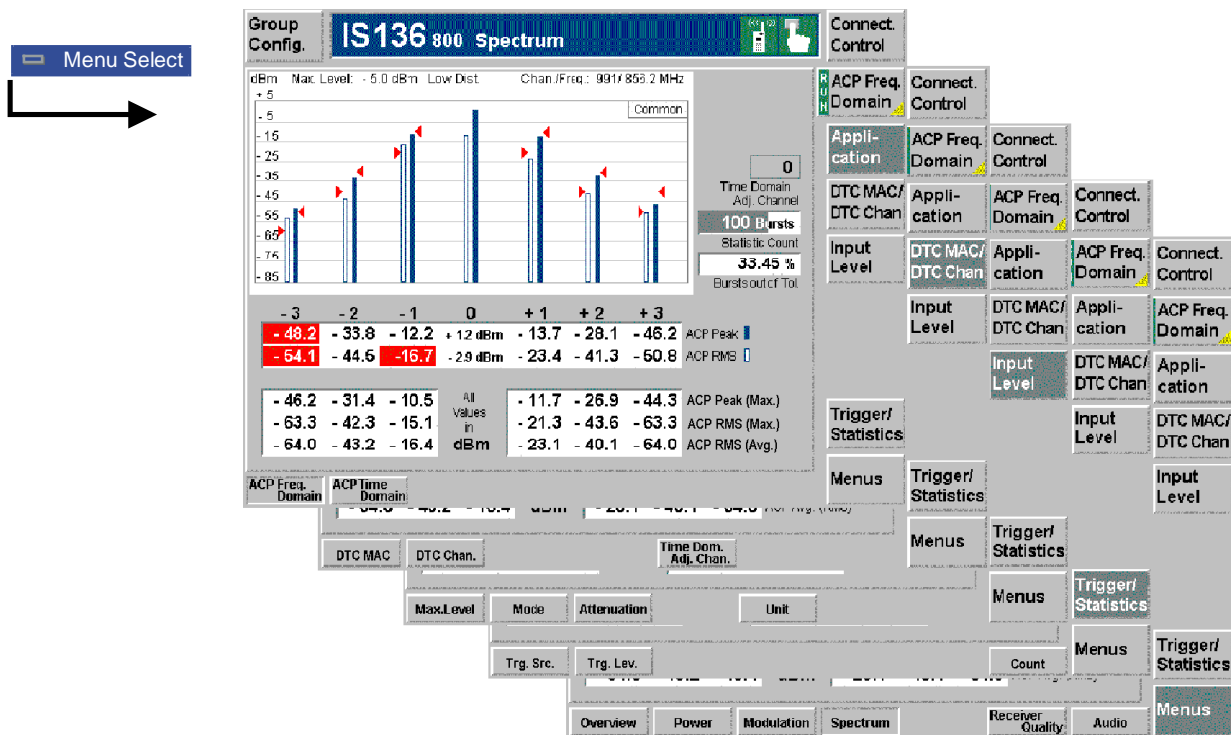 Menu Select
Group
Config.
IS136 800 Spectrum
Connect.
Control
dBm Max. Level: - 5.0 dBm Low Dist. Chan./Freq.: 991/ 856.2 MHz
+ 5
- 5
- 15
- 25
- 35
- 45
- 55
- 65
- 75
- 85
Common
0
Time Domain
Adj. Channel
100 Bursts
Statistic Count
33.45 %
Bursts out of Tol.
- 3 - 2 - 1 0 + 1 + 2 + 3
- 48.2 - 33.8 - 12.2 + 1.2 dBm - 13.7 - 28.1 - 46.2 ACP Peak
- 64.1 - 44.6 -16.7 - 2.9 dBm - 23.4 - 41.3 - 60.8 ACP RMS
- 46.2 - 31.4 - 10.5 All - 11.7 - 26.9 - 44.3 ACP Peak (Max.)
Values
- 63.3 - 42.3 - 15.1 in - 21.3 - 43.6 - 63.3 ACP RMS (Max.)
- 64.0 - 43.2 - 16.4 dBm - 23.1 - 40.1 - 64.0 ACP RMS (Avg.)
ACP Freq.
Domain
ACP Time
Domain
RUN
ACP Freq.
Domain
Appli-
cation
DTC MAC/
DTC Chan
Input
Level
Trigger/
Statistics
Menus
Connect.
Control
ACP Freq.
Domain
Appli-
cation
DTC MAC/
DTC Chan
Input
Level
Trigger/
Statistics
Menus
DTC MAC
DTC Chan.
Time Dom.
Adj. Chan.
Connect.
Control
ACP Freq.
Domain
Appli-
cation
DTC MAC/
DTC Chan
Input
Level
Trigger/
Statistics
Menus
Max.Level
Mode
Attenuation
Unit
Connect.
Control
ACP Freq.
Domain
Appli-
cation
DTC MAC/
DTC Chan
Input
Level
Trigger/
Statistics
Menus
Trg. Src.
Trg. Lev.
Count
Connect.
Control
ACP Freq.
Domain
Appli-
cation
DTC MAC/
DTC Chan
Input
Level
Trigger/
Statistics
Menus
Overview
Power
Modulation
Spectrum
Receiver
Quality
Audio